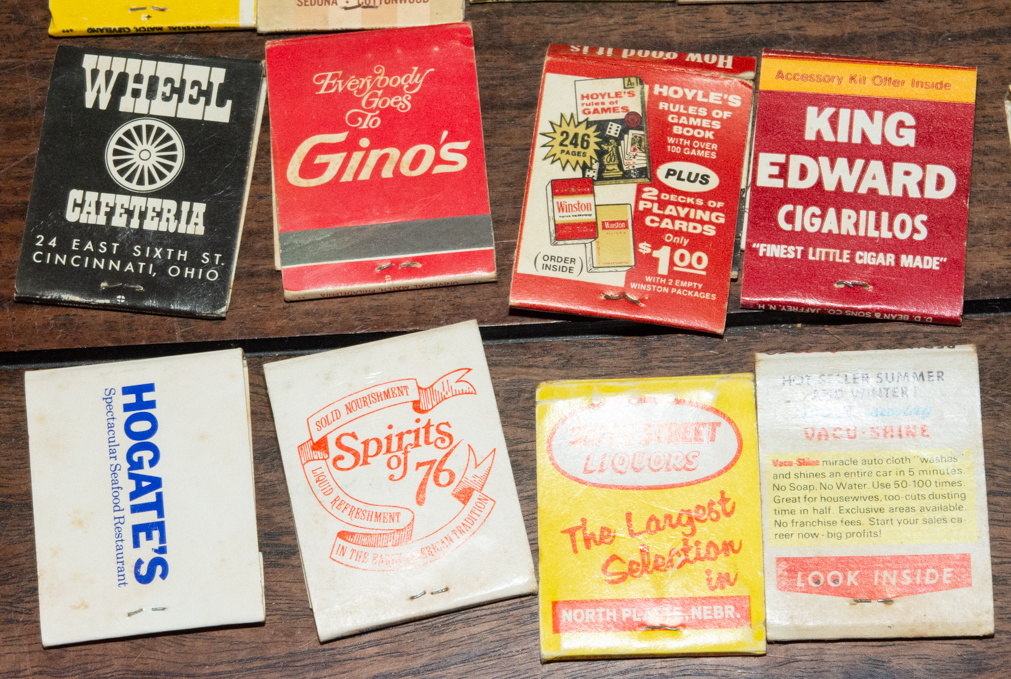 SEDONA · COTTONWOOD
UNIVERSAL MATCH, CLEVELAND
WHEEL
CAFETERIA
24 EAST SIXTH ST.
CINCINNATI, OHIO
Everybody
Goes
To
Gino's
How good it is
HOYLE'S
rules of
GAMES
246
PAGES
HOYLE'S
RULES OF
GAMES
BOOK
WITH OVER
100 GAMES
PLUS
2 DECKS OF
PLAYING
CARDS
Only
$1.00
WITH 2 EMPTY
WINSTON PACKAGES
Winston
Winston
(ORDER
INSIDE)
Accessory Kit Offer Inside
KING
EDWARD
CIGARILLOS
"FINEST LITTLE CIGAR MADE"
D. D. BEAN & SONS CO., JAFFREY, N. H.
HOGATE'S
Spectacular Seafood Restaurant
SOLID NOURISHMENT
Spirits
of
76
LIQUID REFRESHMENT
IN THE EARLY AMERICAN TRADITION
STREET
LIQUORS
The Largest
Selection
in
NORTH PLATTE, NEBR.
HOT SELLER SUMMER
AND WINTER!
VACU-SHINE
Vacu-Shine miracle auto cloth "washes"
and shines an entire car in 5 minutes.
No Soap. No Water. Use 50-100 times.
Great for housewives, too-cuts dusting
time in half. Exclusive areas available.
No franchise fees. Start your sales ca-
reer now - big profits!
LOOK INSIDE